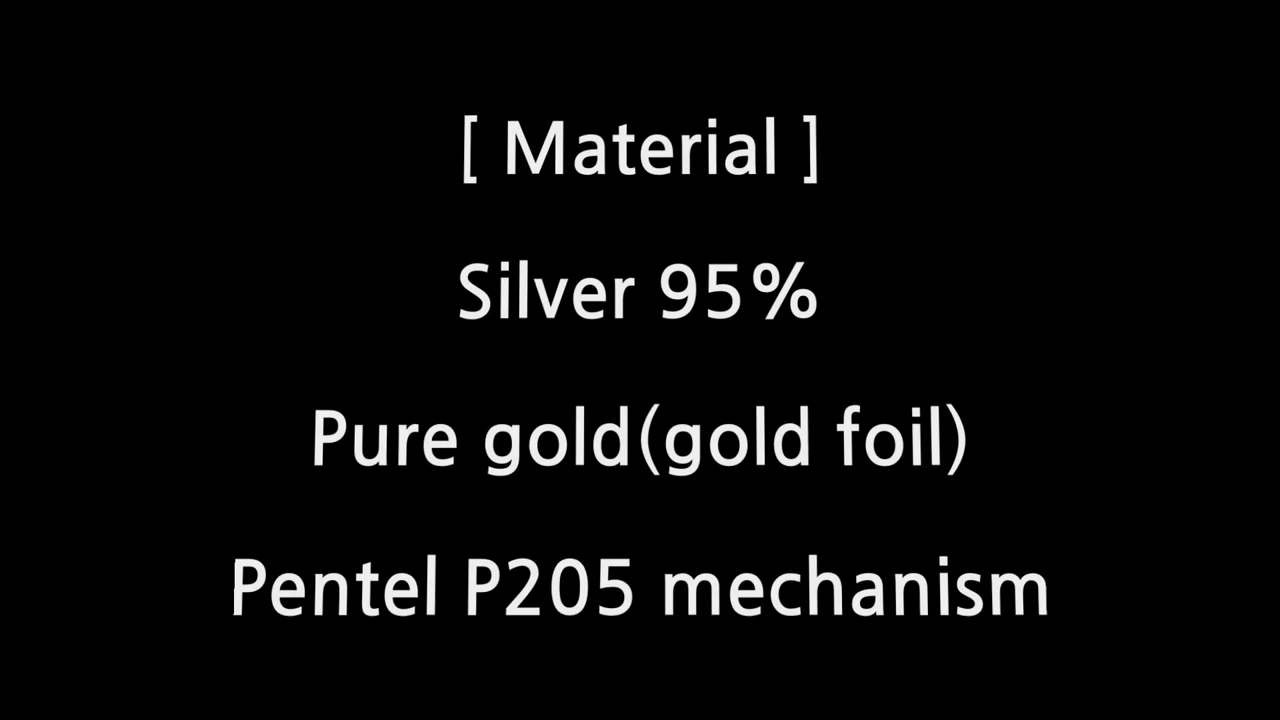 [ Material ]
Silver 95%
Pure gold(gold foil)
Pentel P205 mechanism